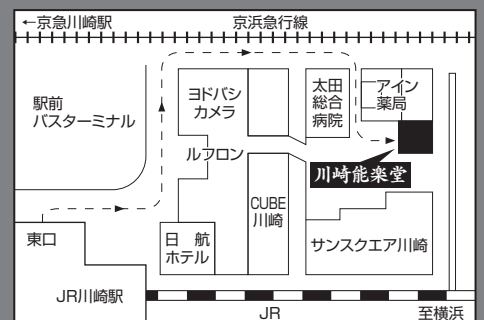 ←京急川崎駅
京浜急行線
駅前
バスターミナル
ヨドバシ
カメラ
ルフロン
太田
総合
病院
アイン
薬局
川崎能楽堂
CUBE
川崎
東口
日航
ホテル
サンスクエア川崎
JR川崎駅
JR
至横浜